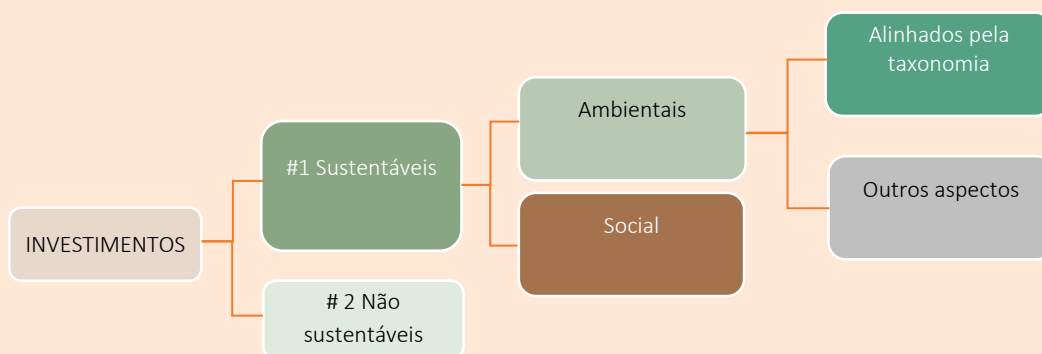 INVESTIMENTOS
#1 Sustentáveis
# 2 Não
sustentáveis
Ambientais
Social
Alinhados pela
taxonomia
Outros aspectos